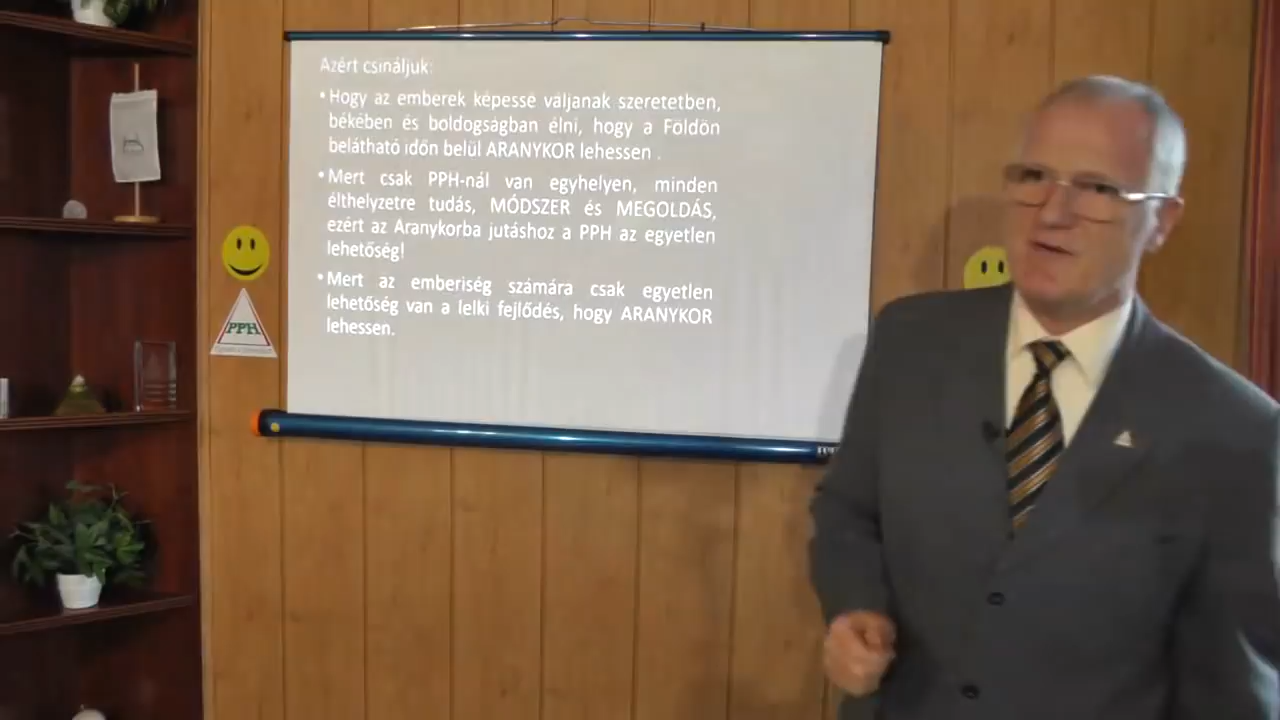 Azért csináljuk:
•Hogy az emberek képessé váljanak szeretetben,
békében és boldogságban élni, hogy a Földön
belátható időn belül ARANYKOR lehessen .
•Mert csak PPH-nál van egyhelyen, minden
élthelyzetre tudás, MÓDSZER és MEGOLDÁS,
ezért az Aranykorba jutáshoz a PPH az egyetlen
lehetőség!
•Mert az emberiség számára csak egyetlen
lehetőség van a lelki fejlődés, hogy ARANYKOR
lehessen.
PPH